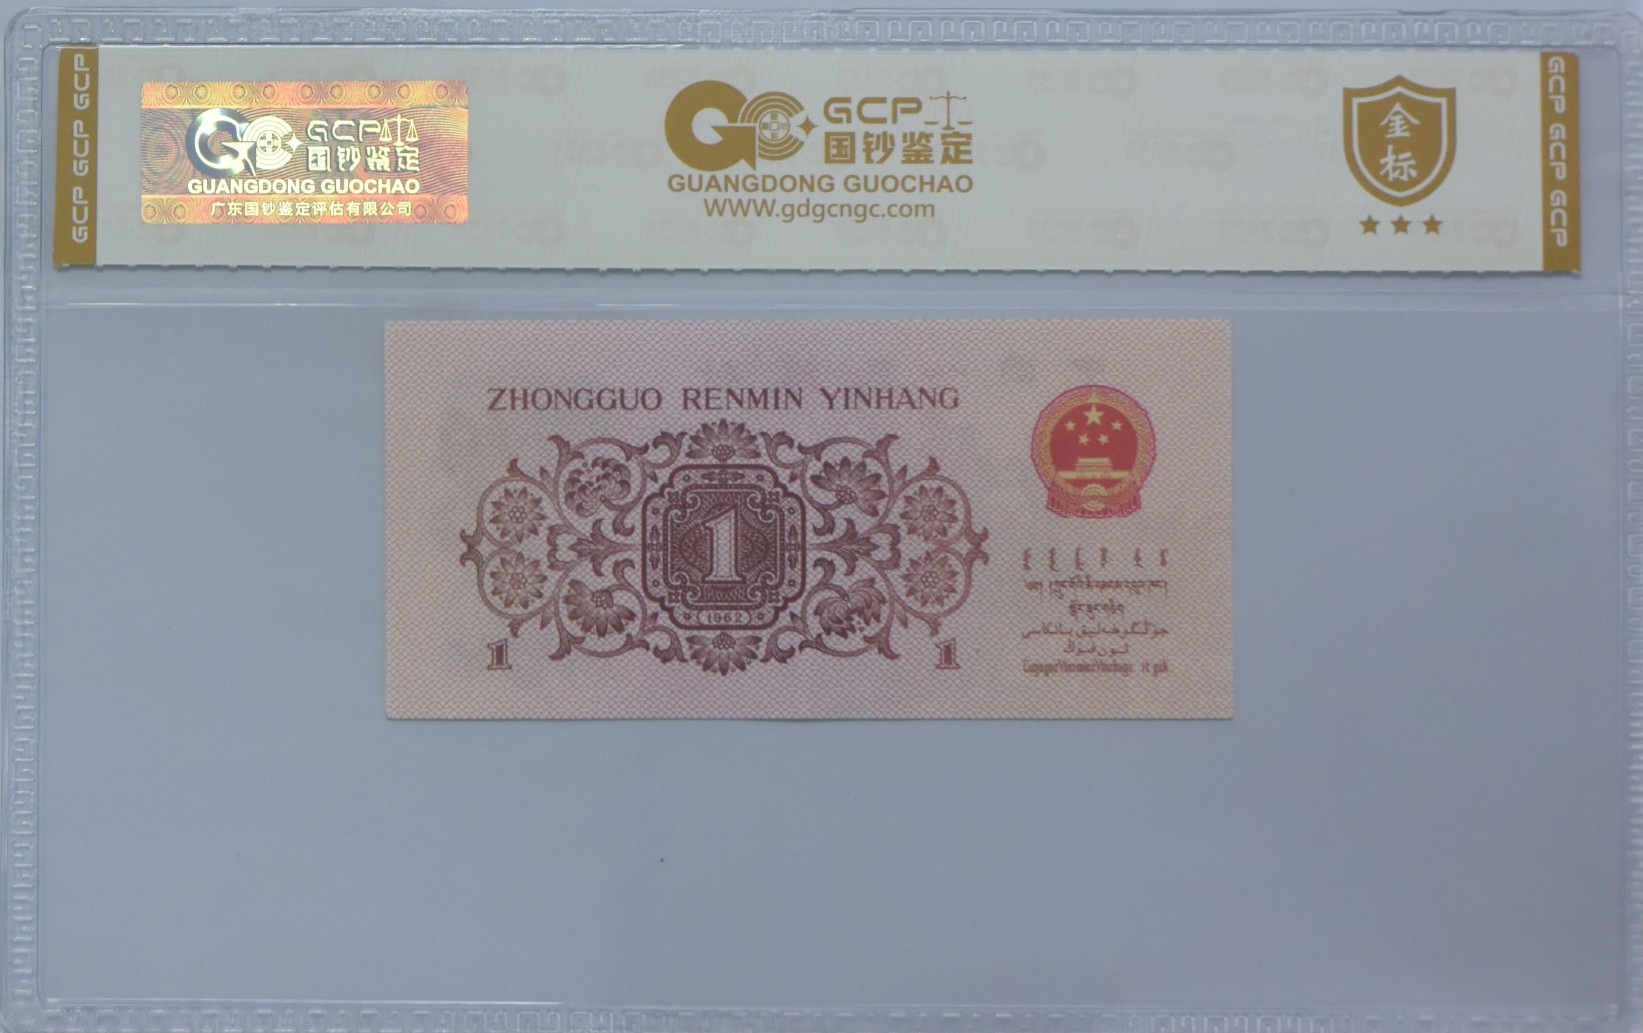 GCP GCP GCP
GCP
国钞鉴定
GUANGDONG GUOCHAO
广东国钞鉴定评估有限公司
GCP
国钞鉴定
GUANGDONG GUOCHAO
WWW.gdgcngc.com
金
标
GCP GCP GCP
ZHONGGUO RENMIN YINHANG
1
1962
1
1